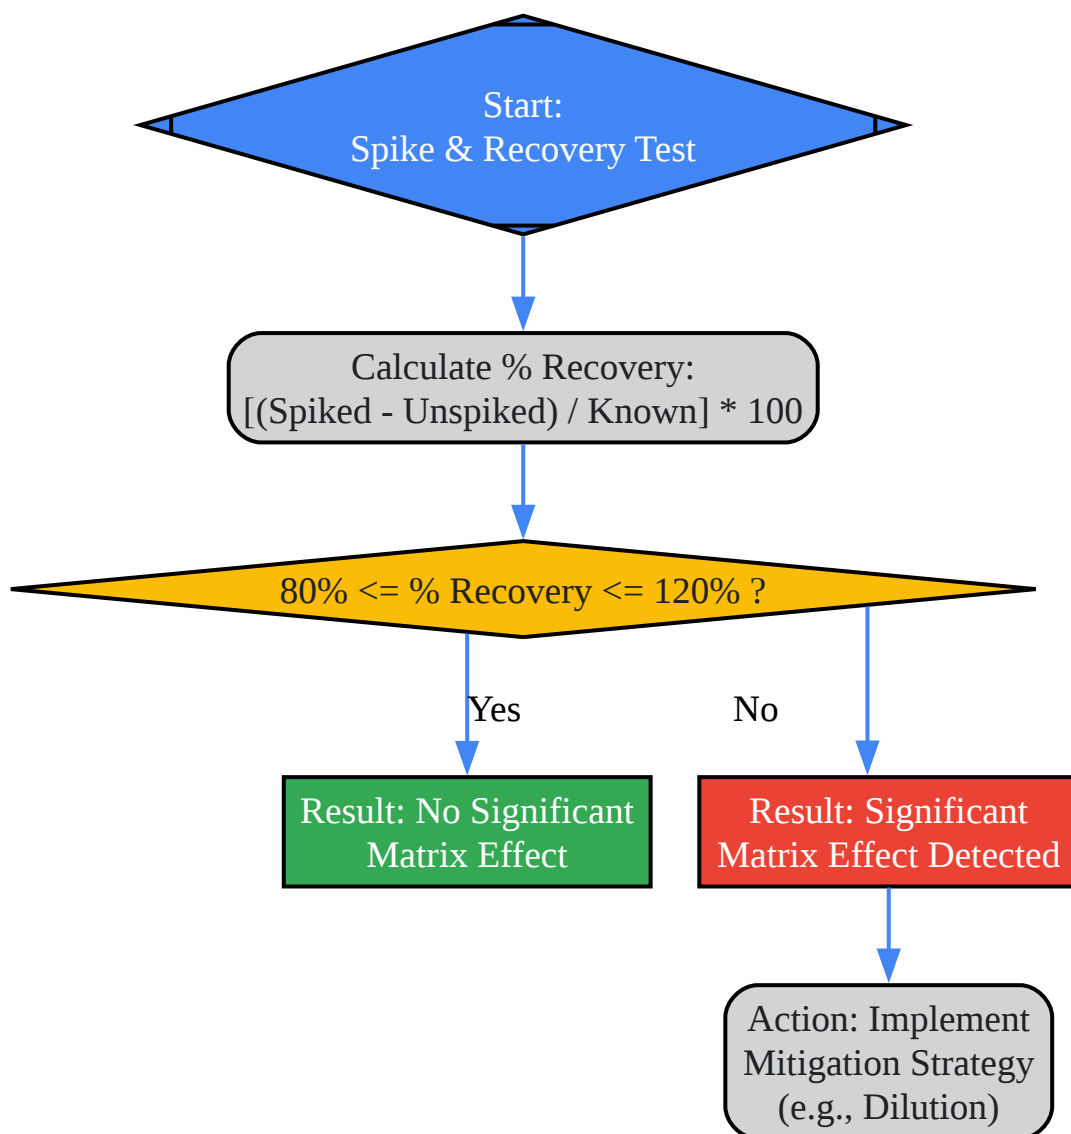 Start:
Spike & Recovery Test
Calculate % Recovery:
[(Spiked - Unspiked) / Known] * 100
80% <= % Recovery <= 120% ?
Yes
No
Result: No Significant
Matrix Effect
Result: Significant
Matrix Effect Detected
Action: Implement
Mitigation Strategy
(e.g., Dilution)